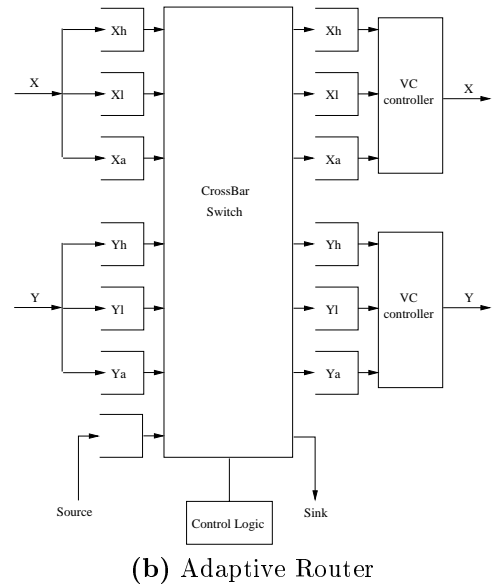 Xh
Xh
X
Xl
Xl
VC
controller
X
Xa
Xa
CrossBar
Switch
Yh
Yh
Y
Yl
Yl
VC
controller
Y
Ya
Ya
Source
Control Logic
Sink
(b) Adaptive Router